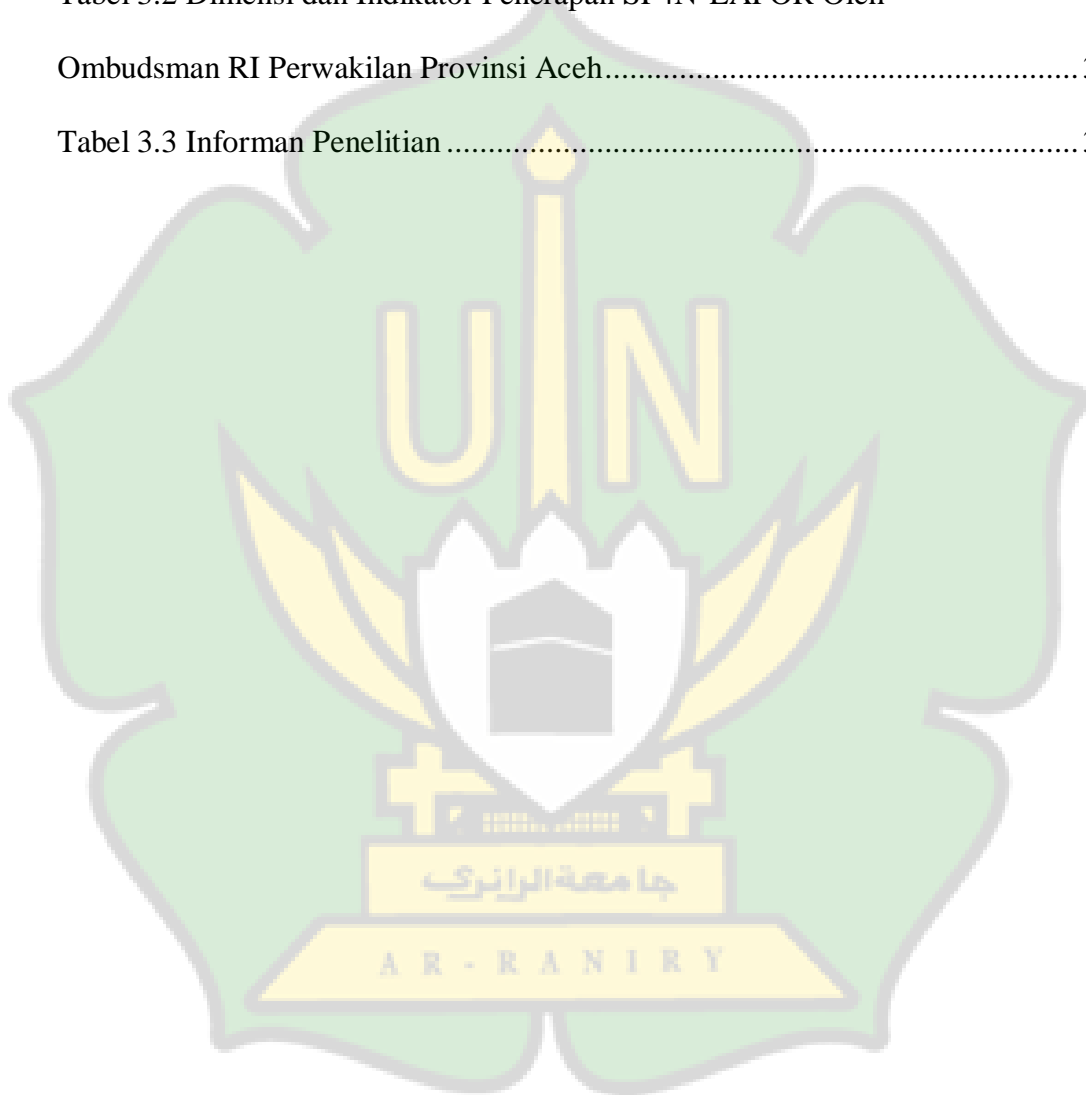 Tabel 3.2 Dimensi dan Indikator Penerapan SP4N-LAPOR Oleh
Ombudsman RI Perwakilan Provinsi Aceh
Tabel 3.3 Informan Penelitian
UIN
جامعة الرانري
AR-RANIRY